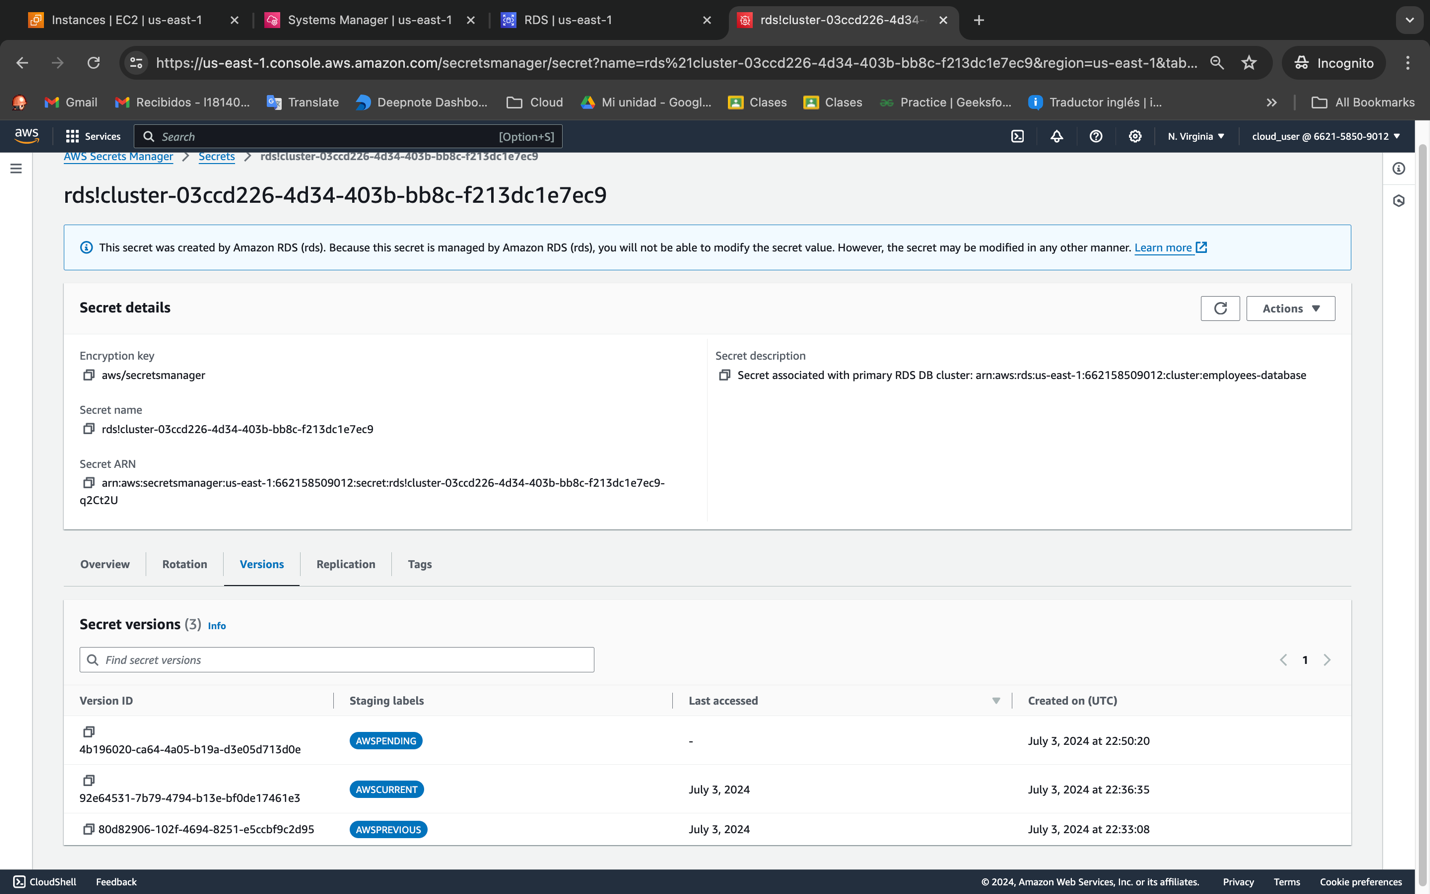 Instances | EC2 | us-east-1
Systems Manager | us-east-1
RDS | us-east-1
rds!cluster-03ccd226-4d34-
https://us-east-1.console.aws.amazon.com/secretsmanager/secret?name=rds%21cluster-03ccd226-4d34-403b-bb8c-f213dc1e7ec9&region=us-east-1&tab...
Incognito
Gmail
Recibidos - l18140...
Translate
Deepnote Dashbo...
Cloud
Mi unidad - Googl...
Clases
Clases
Practice | Geeksfo...
Traductor inglés | i...
All Bookmarks
aws
Services
Search
[Option+S]
N. Virginia
cloud_user @ 6621-5850-9012
AWS Secrets Manager
Secrets
rds!cluster-03ccd226-4d34-403b-bb8c-f213dc1e7ec9
rds!cluster-03ccd226-4d34-403b-bb8c-f213dc1e7ec9
This secret was created by Amazon RDS (rds). Because this secret is managed by Amazon RDS (rds), you will not be able to modify the secret value. However, the secret may be modified in any other manner. Learn more
Secret details
Actions
Encryption key
aws/secretsmanager
Secret description
Secret associated with primary RDS DB cluster: arn:aws:rds:us-east-1:662158509012:cluster:employees-database
Secret name
rds!cluster-03ccd226-4d34-403b-bb8c-f213dc1e7ec9
Secret ARN
arn:aws:secretsmanager:us-east-1:662158509012:secret:rds!cluster-03ccd226-4d34-403b-bb8c-f213dc1e7ec9-
q2Ct2U
Overview
Rotation
Versions
Replication
Tags
Secret versions (3) Info
Find secret versions
1
Version ID
Staging labels
Last accessed
Created on (UTC)
4b196020-ca64-4a05-b19a-d3e05d713d0e
AWSPENDING
-
July 3, 2024 at 22:50:20
92e64531-7b79-4794-b13e-bf0de17461e3
AWSCURRENT
July 3, 2024
July 3, 2024 at 22:36:35
80d82906-102f-4694-8251-e5ccbf9c2d95
AWSPREVIOUS
July 3, 2024
July 3, 2024 at 22:33:08
CloudShell
Feedback
© 2024, Amazon Web Services, Inc. or its affiliates.
Privacy
Terms
Cookie preferences